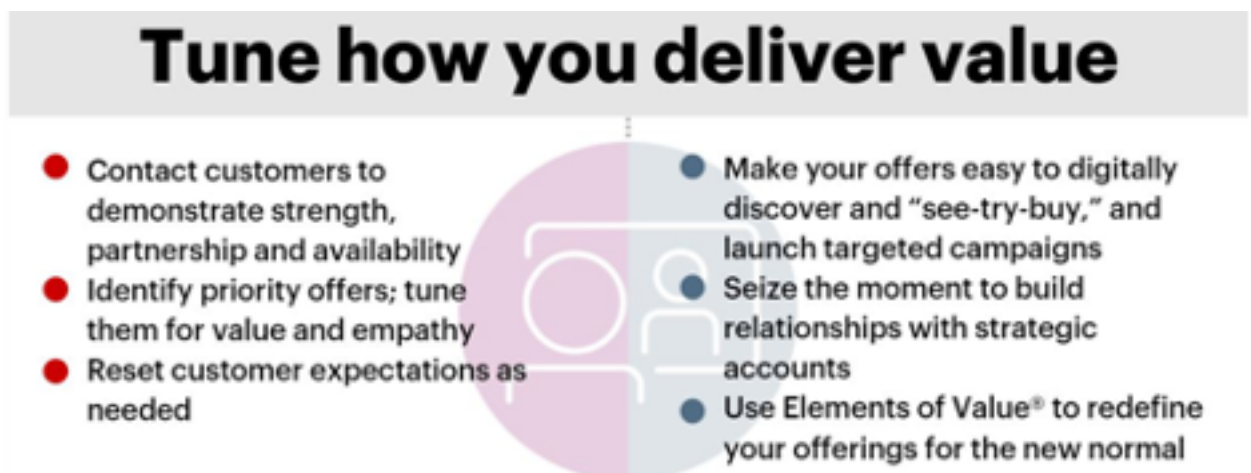 Tune how you deliver value
Contact customers to
demonstrate strength,
partnership and availability
Identify priority offers; tune
them for value and empathy
Reset customer expectations as
needed
Make your offers easy to digitally
discover and “see-try-buy,” and
launch targeted campaigns
Seize the moment to build
relationships with strategic
accounts
Use Elements of Value® to redefine
your offerings for the new normal